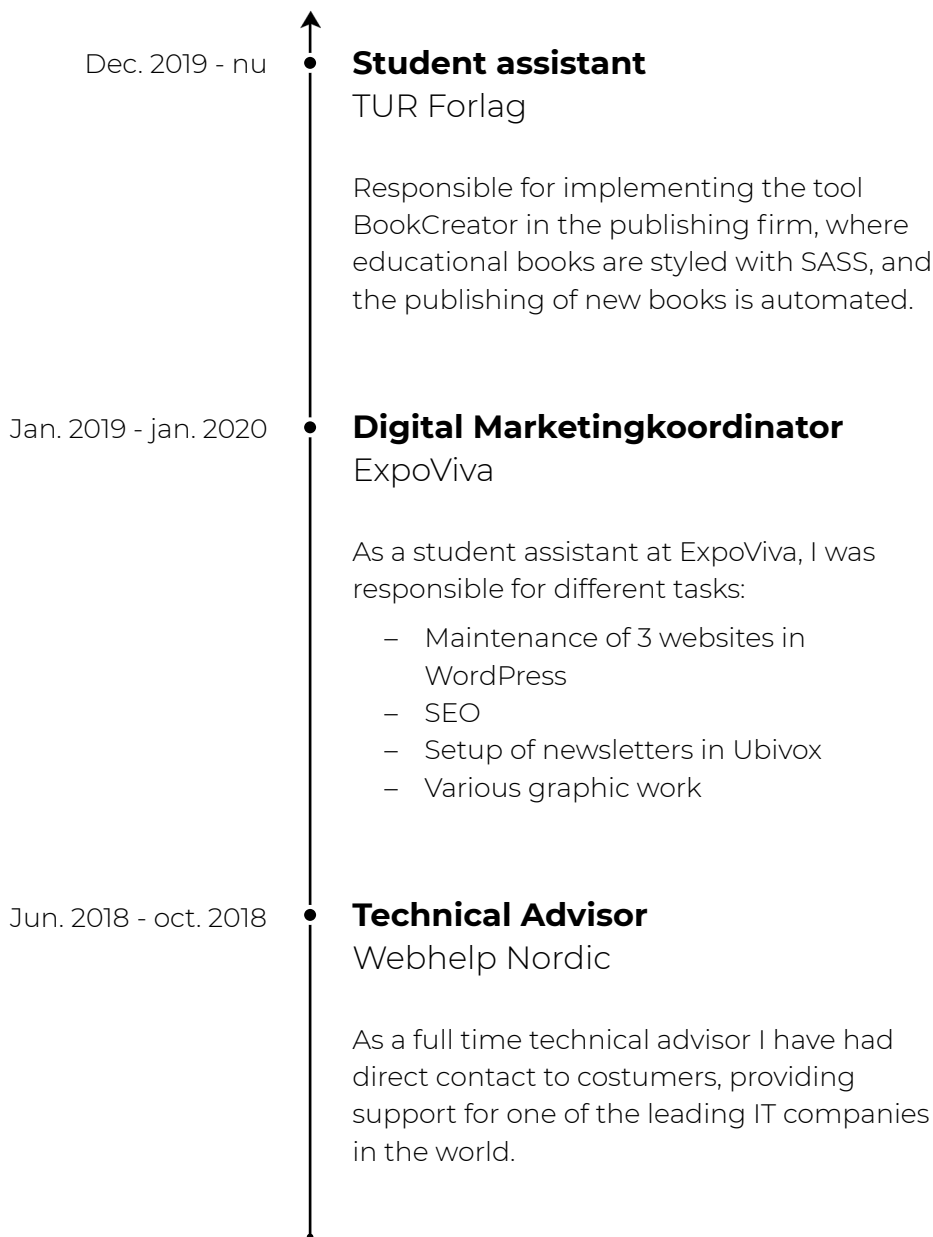 Dec. 2019 - nu
Student assistant
TUR Forlag
Responsible for implementing the tool
BookCreator in the publishing firm, where
educational books are styled with SASS, and
the publishing of new books is automated.
Jan. 2019 - jan. 2020
Digital Marketingkoordinator
ExpoViva
As a student assistant at ExpoViva, I was
responsible for different tasks:
– Maintenance of 3 websites in
WordPress
– SEO
– Setup of newsletters in Ubivox
– Various graphic work
Jun. 2018 - oct. 2018
Technical Advisor
Webhelp Nordic
As a full time technical advisor I have had
direct contact to costumers, providing
support for one of the leading IT companies
in the world.